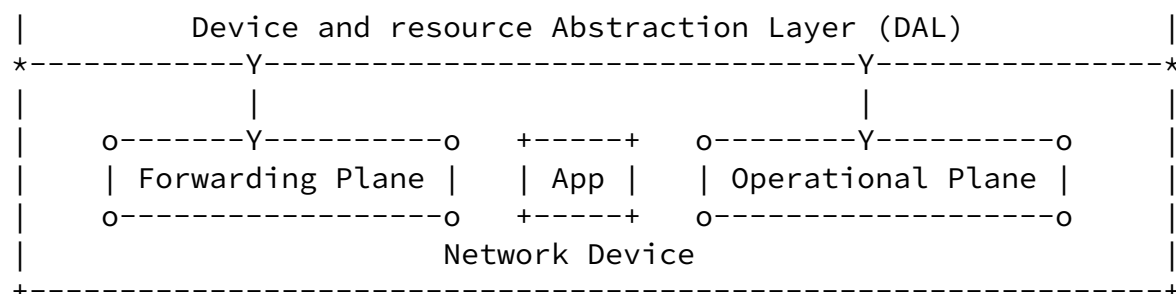 |         Device and resource Abstraction Layer (DAL)           |
*------------Y---------------------------------Y----------------*
|            |                                 |                |
|    o-------Y----------o   +-----+   o--------Y----------o     |
|    | Forwarding Plane |   | App |   | Operational Plane |     |
|    o------------------o   +-----+   o-------------------o     |
|                       Network Device                          |
+---------------------------------------------------------------+